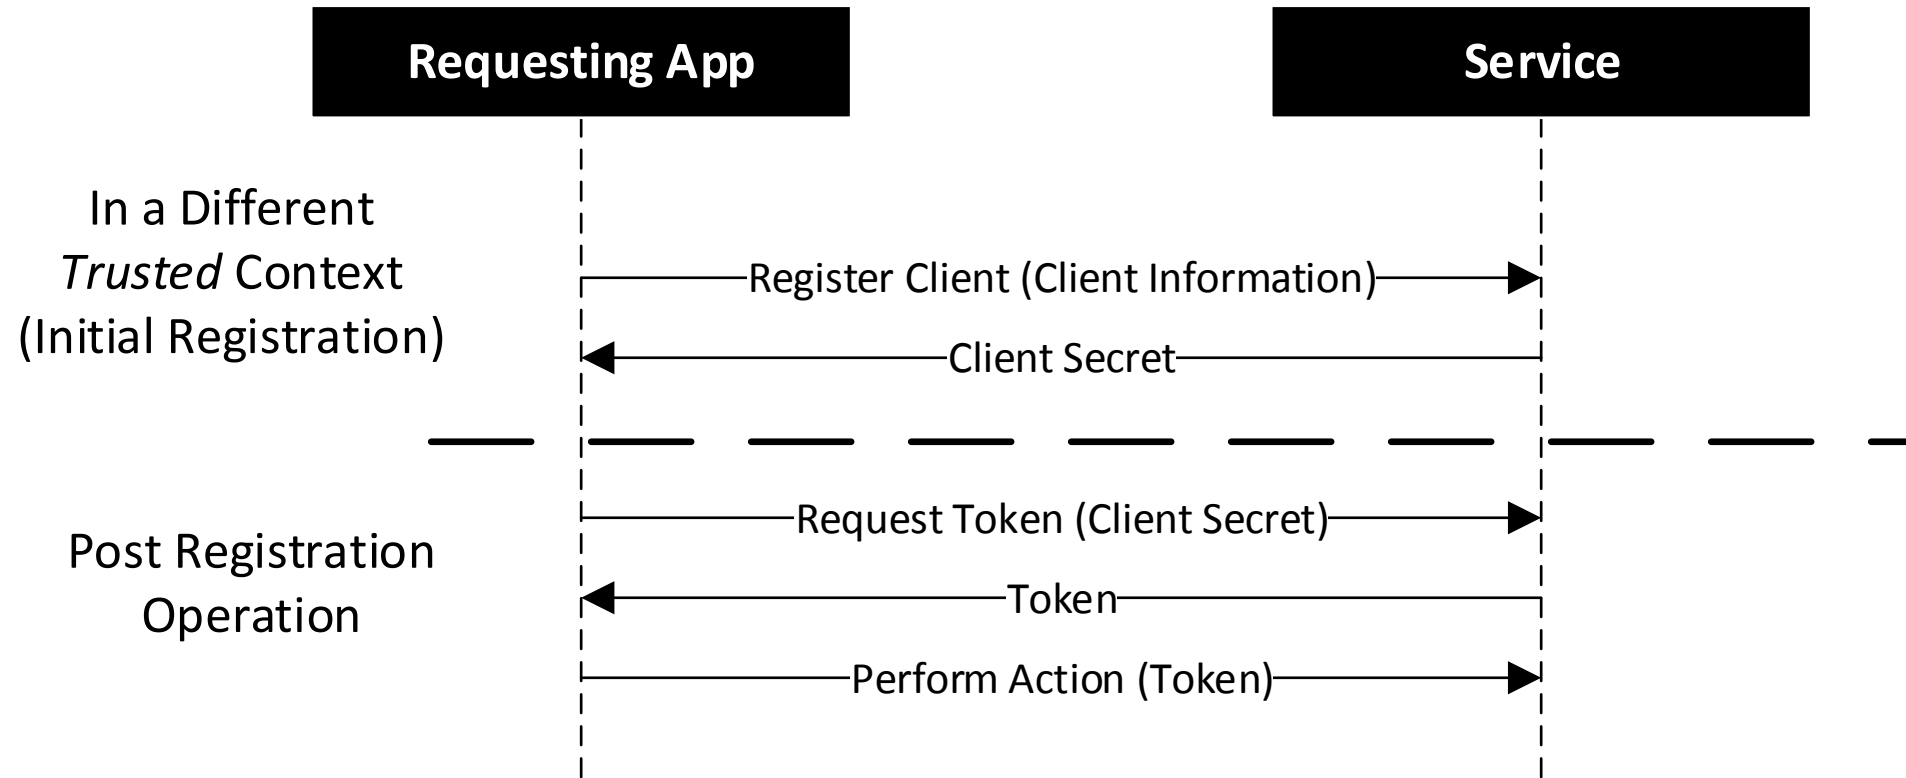 Requesting App
Service
In a Different
Trusted Context
(Initial Registration)
Register Client (Client Information)
Client Secret
Post Registration
Operation
Request Token (Client Secret)
Token
Perform Action (Token)